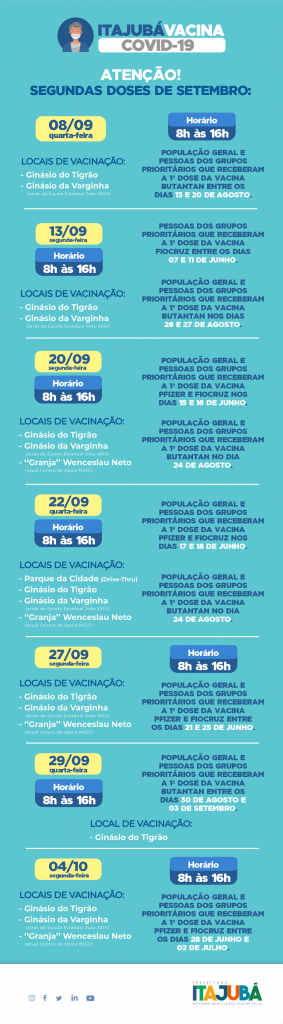 ITAJUBÁVACINA
COVID-19
ATENÇÃO!
SEGUNDAS DOSES DE SETEMBRO:
08/09
quarta-feira
Horário
8h às 16h
LOCAIS DE VACINAÇÃO:
- Ginásio do Tigrão
- Ginásio da Varginha
(atrás da Escola Estadual João XXIII)
POPULAÇÃO GERAL E
PESSOAS DOS GRUPOS
PRIORITÁRIOS QUE RECEBERAM
A 1ª DOSE DA VACINA
BUTANTAN ENTRE OS
DIAS 13 E 20 DE AGOSTO.
13/09
segunda-feira
Horário
8h às 16h
LOCAIS DE VACINAÇÃO:
- Ginásio do Tigrão
- Ginásio da Varginha
(atrás da Escola Estadual João XXIII)
PESSOAS DOS GRUPOS
PRIORITÁRIOS QUE RECEBERAM
A 1ª DOSE DA VACINA
FIOCRUZ ENTRE OS DIAS
07 E 11 DE JUNHO.
POPULAÇÃO GERAL E
PESSOAS DOS GRUPOS
PRIORITÁRIOS QUE RECEBERAM
A 1ª DOSE DA VACINA
BUTANTAN NOS DIAS
26 E 27 DE AGOSTO.
20/09
segunda-feira
Horário
8h às 16h
LOCAIS DE VACINAÇÃO:
- Ginásio do Tigrão
- Ginásio da Varginha
(atrás da Escola Estadual João XXIII)
- “Granja” Wenceslau Neto
(atual Centro de Apoio NSSC)
POPULAÇÃO GERAL E
PESSOAS DOS GRUPOS
PRIORITÁRIOS QUE RECEBERAM
A 1ª DOSE DA VACINA
PFIZER E FIOCRUZ NOS
DIAS 15 E 16 DE JUNHO.
POPULAÇÃO GERAL E
PESSOAS DOS GRUPOS
PRIORITÁRIOS QUE RECEBERAM
A 1ª DOSE DA VACINA
BUTANTAN NO DIA
24 DE AGOSTO.
22/09
quarta-feira
Horário
8h às 16h
LOCAIS DE VACINAÇÃO:
- Parque da Cidade (Drive-Thru)
- Ginásio do Tigrão
- Ginásio da Varginha
(atrás da Escola Estadual João XXIII)
- “Granja” Wenceslau Neto
(atual Centro de Apoio NSSC)
POPULAÇÃO GERAL E
PESSOAS DOS GRUPOS
PRIORITÁRIOS QUE RECEBERAM
A 1ª DOSE DA VACINA
PFIZER E FIOCRUZ NOS
DIAS 17 E 18 DE JUNHO.
POPULAÇÃO GERAL E
PESSOAS DOS GRUPOS
PRIORITÁRIOS QUE RECEBERAM
A 1ª DOSE DA VACINA
BUTANTAN NO DIA
24 DE AGOSTO.
27/09
segunda-feira
Horário
8h às 16h
LOCAIS DE VACINAÇÃO:
- Ginásio do Tigrão
- Ginásio da Varginha
(atrás da Escola Estadual João XXIII)
- “Granja” Wenceslau Neto
(atual Centro de Apoio NSSC)
POPULAÇÃO GERAL E
PESSOAS DOS GRUPOS
PRIORITÁRIOS QUE RECEBERAM
A 1ª DOSE DA VACINA
PFIZER E FIOCRUZ ENTRE
OS DIAS 21 E 25 DE JUNHO.
29/09
quarta-feira
Horário
8h às 16h
POPULAÇÃO GERAL E
PESSOAS DOS GRUPOS
PRIORITÁRIOS QUE RECEBERAM
A 1ª DOSE DA VACINA
BUTANTAN ENTRE OS
DIAS 30 DE AGOSTO E
03 DE SETEMBRO.
LOCAL DE VACINAÇÃO:
- Ginásio do Tigrão
04/10
segunda-feira
Horário
8h às 16h
LOCAIS DE VACINAÇÃO:
- Ginásio do Tigrão
- Ginásio da Varginha
(atrás da Escola Estadual João XXIII)
- “Granja” Wenceslau Neto
(atual Centro de Apoio NSSC)
POPULAÇÃO GERAL E
PESSOAS DOS GRUPOS
PRIORITÁRIOS QUE RECEBERAM
A 1ª DOSE DA VACINA
PFIZER E FIOCRUZ ENTRE
OS DIAS 28 DE JUNHO E
02 DE JULHO.
PREFEITURA
ITAJUBÁ